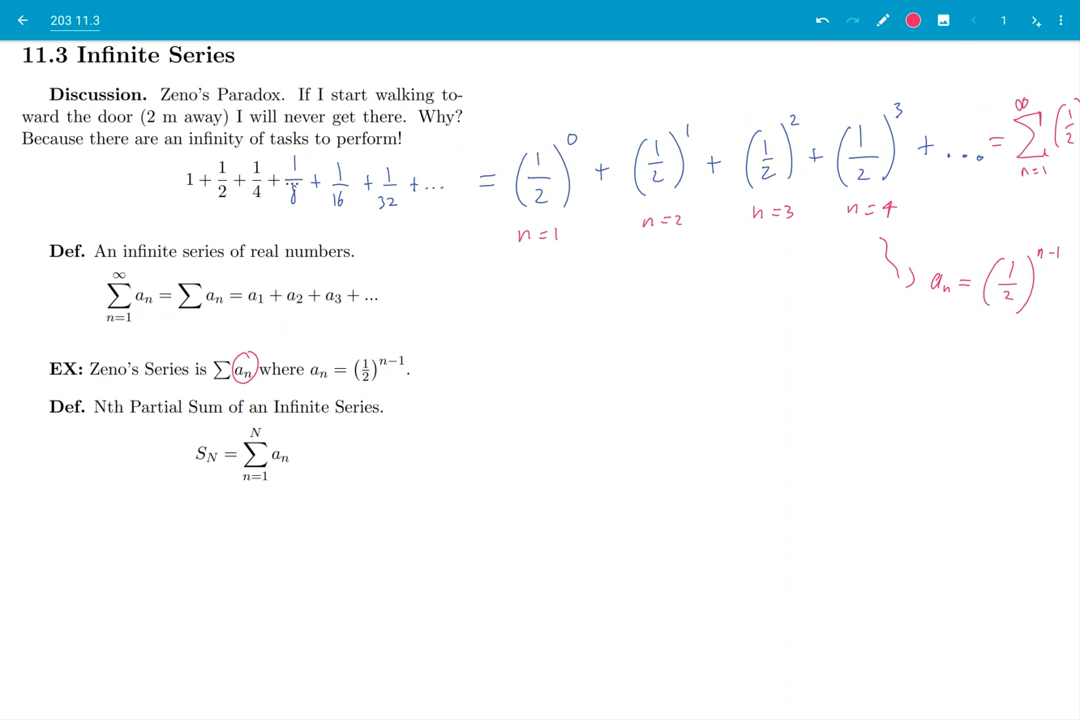 203 11.3
1
11.3 Infinite Series
Discussion. Zeno's Paradox. If I start walking to-
ward the door (2 m away) I will never get there. Why?
Because there are an infinity of tasks to perform!
1 + 1/2 + 1/4 + 1/8 + 1/16 + 1/32 + ... = (1/2)^0 + (1/2)^1 + (1/2)^2 + (1/2)^3 + ... = ∑_{n=1}^{∞} (1/2
n=1 n=2 n=3 n=4
a_n = (1/2)^{n-1}
Def. An infinite series of real numbers.
∑_{n=1}^{∞} a_n = ∑ a_n = a_1 + a_2 + a_3 + ...
EX: Zeno's Series is ∑ a_n where a_n = (1/2)^{n−1}.
Def. Nth Partial Sum of an Infinite Series.
S_N = ∑_{n=1}^{N} a_n